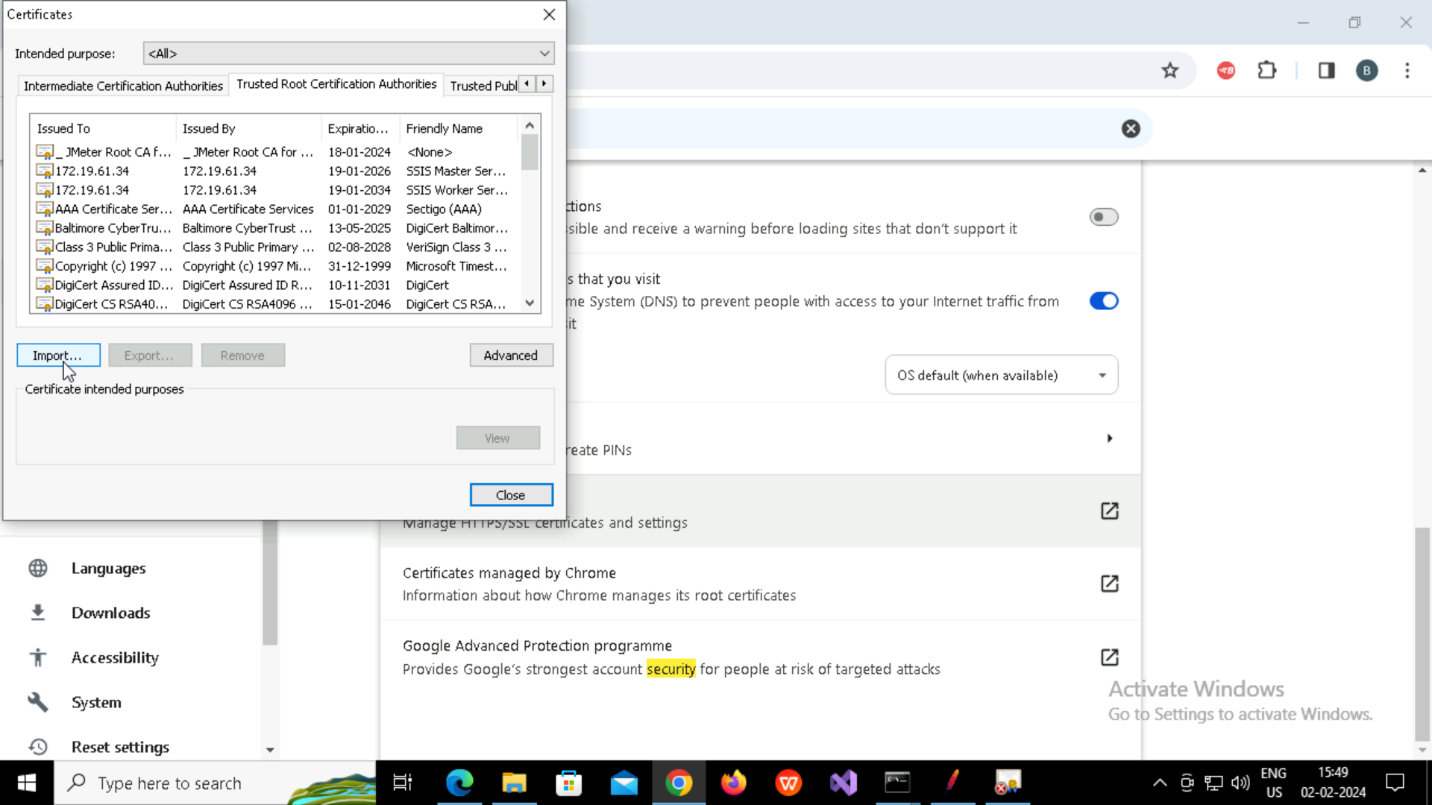 Certificates
Intended purpose: <All>
Intermediate Certification Authorities Trusted Root Certification Authorities Trusted Publ
Issued To Issued By Expiratio... Friendly Name
_ JMeter Root CA f... _ JMeter Root CA for ... 18-01-2024 <None>
172.19.61.34 172.19.61.34 19-01-2026 SSIS Master Ser...
172.19.61.34 172.19.61.34 19-01-2034 SSIS Worker Ser...
AAA Certificate Ser... AAA Certificate Services 01-01-2029 Sectigo (AAA)
Baltimore CyberTru... Baltimore CyberTrust ... 13-05-2025 DigiCert Baltimor...
Class 3 Public Prima... Class 3 Public Primary ... 02-08-2028 VeriSign Class 3 ...
Copyright (c) 1997 ... Copyright (c) 1997 Mi... 31-12-1999 Microsoft Timest...
DigiCert Assured ID... DigiCert Assured ID R... 10-11-2031 DigiCert
DigiCert CS RSA40... DigiCert CS RSA4096 ... 15-01-2046 DigiCert CS RSA...
Import... Export... Remove Advanced
Certificate intended purposes
View
Close
B
ctions
sible and receive a warning before loading sites that don't support it
s that you visit
me System (DNS) to prevent people with access to your Internet traffic from
sit
OS default (when available)
reate PINs
Manage HTTPS/SSL certificates and settings
Certificates managed by Chrome
Information about how Chrome manages its root certificates
Google Advanced Protection programme
Provides Google's strongest account security for people at risk of targeted attacks
Languages
Downloads
Accessibility
System
Reset settings
Activate Windows
Go to Settings to activate Windows.
Type here to search
ENG
US
15:49
02-02-2024